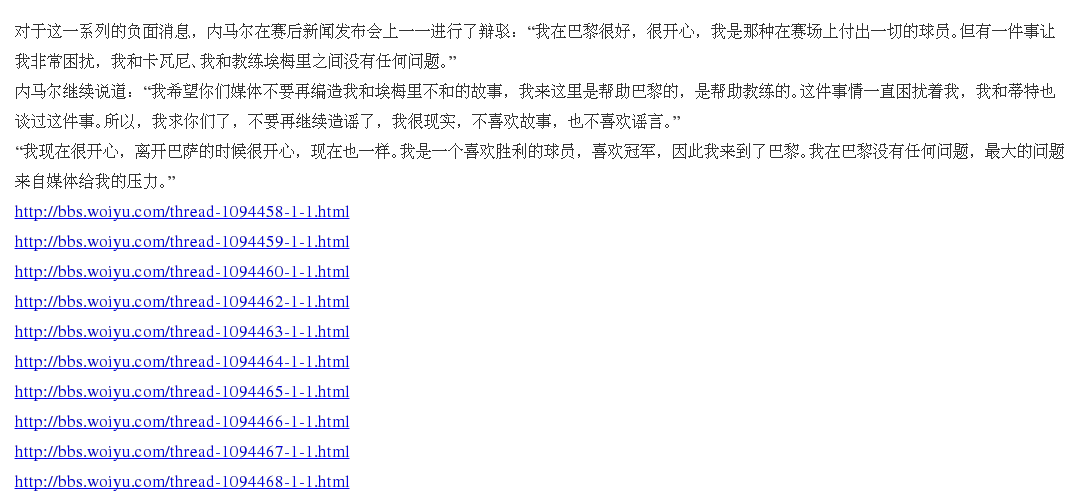 对于这一系列的负面消息，内马尔在赛后新闻发布会上一一进行了辩驳：“我在巴黎很好，很开心，我是那种在赛场上付出一切的球员。但有一件事让
我非常困扰，我和卡瓦尼、我和教练埃梅里之间没有任何问题。”
内马尔继续说道：“我希望你们媒体不要再编造我和埃梅里不和的故事，我来这里是帮助巴黎的，是帮助教练的。这件事情一直困扰着我，我和蒂特也
谈过这件事。所以，我求你们了，不要再继续造谣了，我很现实，不喜欢故事，也不喜欢谣言。”
“我现在很开心，离开巴萨的时候很开心，现在也一样。我是一个喜欢胜利的球员，喜欢冠军，因此我来到了巴黎。我在巴黎没有任何问题，最大的问题
来自媒体给我的压力。”
http://bbs.woiyu.com/thread-1094458-1-1.html
http://bbs.woiyu.com/thread-1094459-1-1.html
http://bbs.woiyu.com/thread-1094460-1-1.html
http://bbs.woiyu.com/thread-1094462-1-1.html
http://bbs.woiyu.com/thread-1094463-1-1.html
http://bbs.woiyu.com/thread-1094464-1-1.html
http://bbs.woiyu.com/thread-1094465-1-1.html
http://bbs.woiyu.com/thread-1094466-1-1.html
http://bbs.woiyu.com/thread-1094467-1-1.html
http://bbs.woiyu.com/thread-1094468-1-1.html